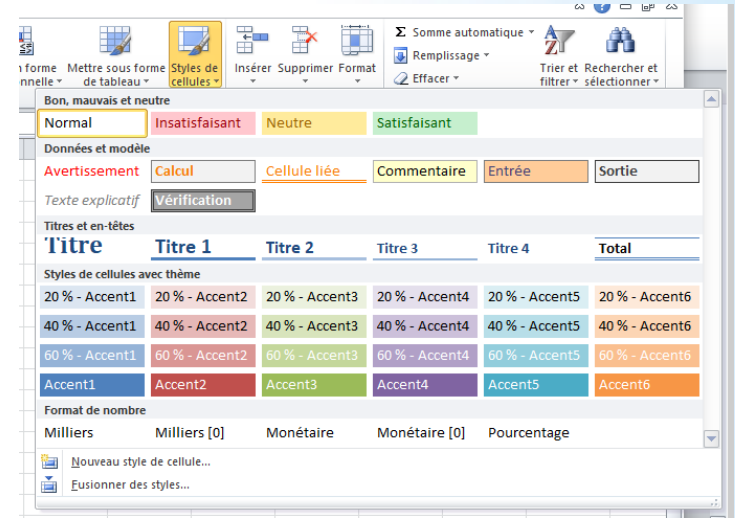 Σ Somme automatique
Remplissage
Effacer
forme Mettre sous forme Styles de Insérer Supprimer Format Trier et Rechercher et
nnelle de tableau cellules filtrer sélectionner
Bon, mauvais et neutre
Normal Insatisfaisant Neutre Satisfaisant
Données et modèle
Avertissement Calcul Cellule liée Commentaire Entrée Sortie
Texte explicatif Vérification
Titres et en-têtes
Titre Titre 1 Titre 2 Titre 3 Titre 4 Total
Styles de cellules avec thème
20 % - Accent1 20 % - Accent2 20 % - Accent3 20 % - Accent4 20 % - Accent5 20 % - Accent6
40 % - Accent1 40 % - Accent2 40 % - Accent3 40 % - Accent4 40 % - Accent5 40 % - Accent6
60 % - Accent1 60 % - Accent2 60 % - Accent3 60 % - Accent4 60 % - Accent5 60 % - Accent6
Accent1 Accent2 Accent3 Accent4 Accent5 Accent6
Format de nombre
Milliers Milliers [0] Monétaire Monétaire [0] Pourcentage
Nouveau style de cellule...
Fusionner des styles...